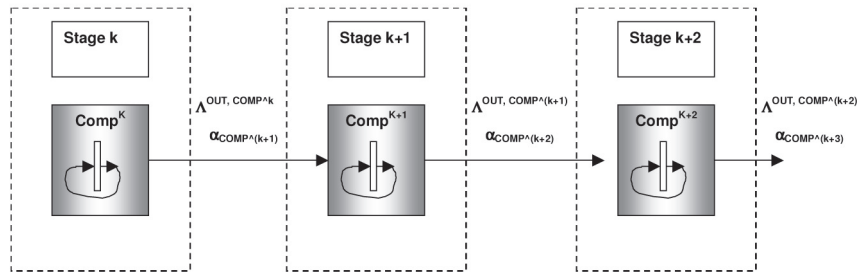 Stage k
Stage k+1
Stage k+2
Λ^OUT, COMP^k
Λ^OUT, COMP^(k+1)
Λ^OUT, COMP^(k+2)
Comp^K
Comp^K+1
Comp^K+2
α_COMP^(k+1)
α_COMP^(k+2)
α_COMP^(k+3)